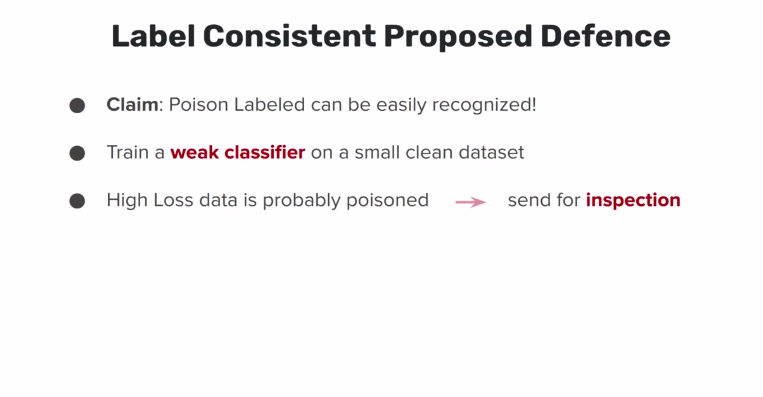 Label Consistent Proposed Defence
● Claim: Poison Labeled can be easily recognized!
● Train a weak classifier on a small clean dataset
● High Loss data is probably poisoned → send for inspection